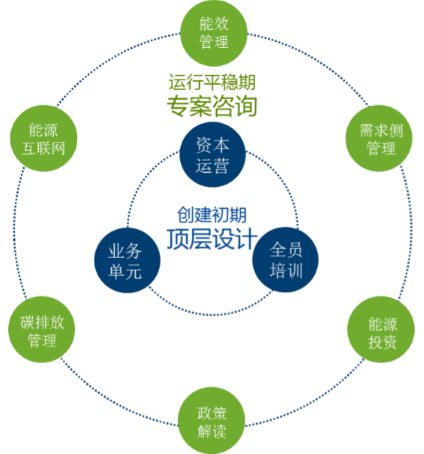 能效
管理
运行平稳期
专案咨询
能源
互联网
需求侧
管理
资本
运营
创建初期
顶层设计
业务
单元
全员
培训
碳排放
管理
能源
投资
政策
解读